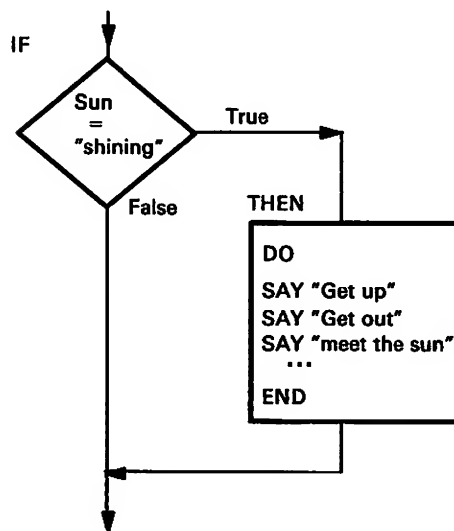 IF
Sun
=
"shining"
True
False
THEN
DO
SAY "Get up"
SAY "Get out"
SAY "meet the sun"
...
END